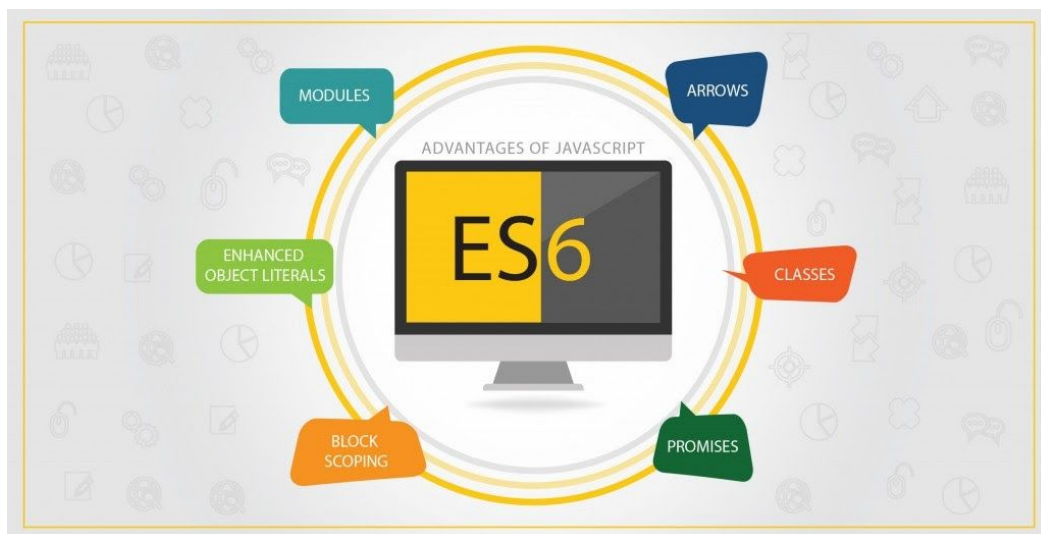 MODULES
ARROWS
ADVANTAGES OF JAVASCRIPT
ES6
ENHANCED
OBJECT LITERALS
CLASSES
BLOCK
SCOPING
PROMISES